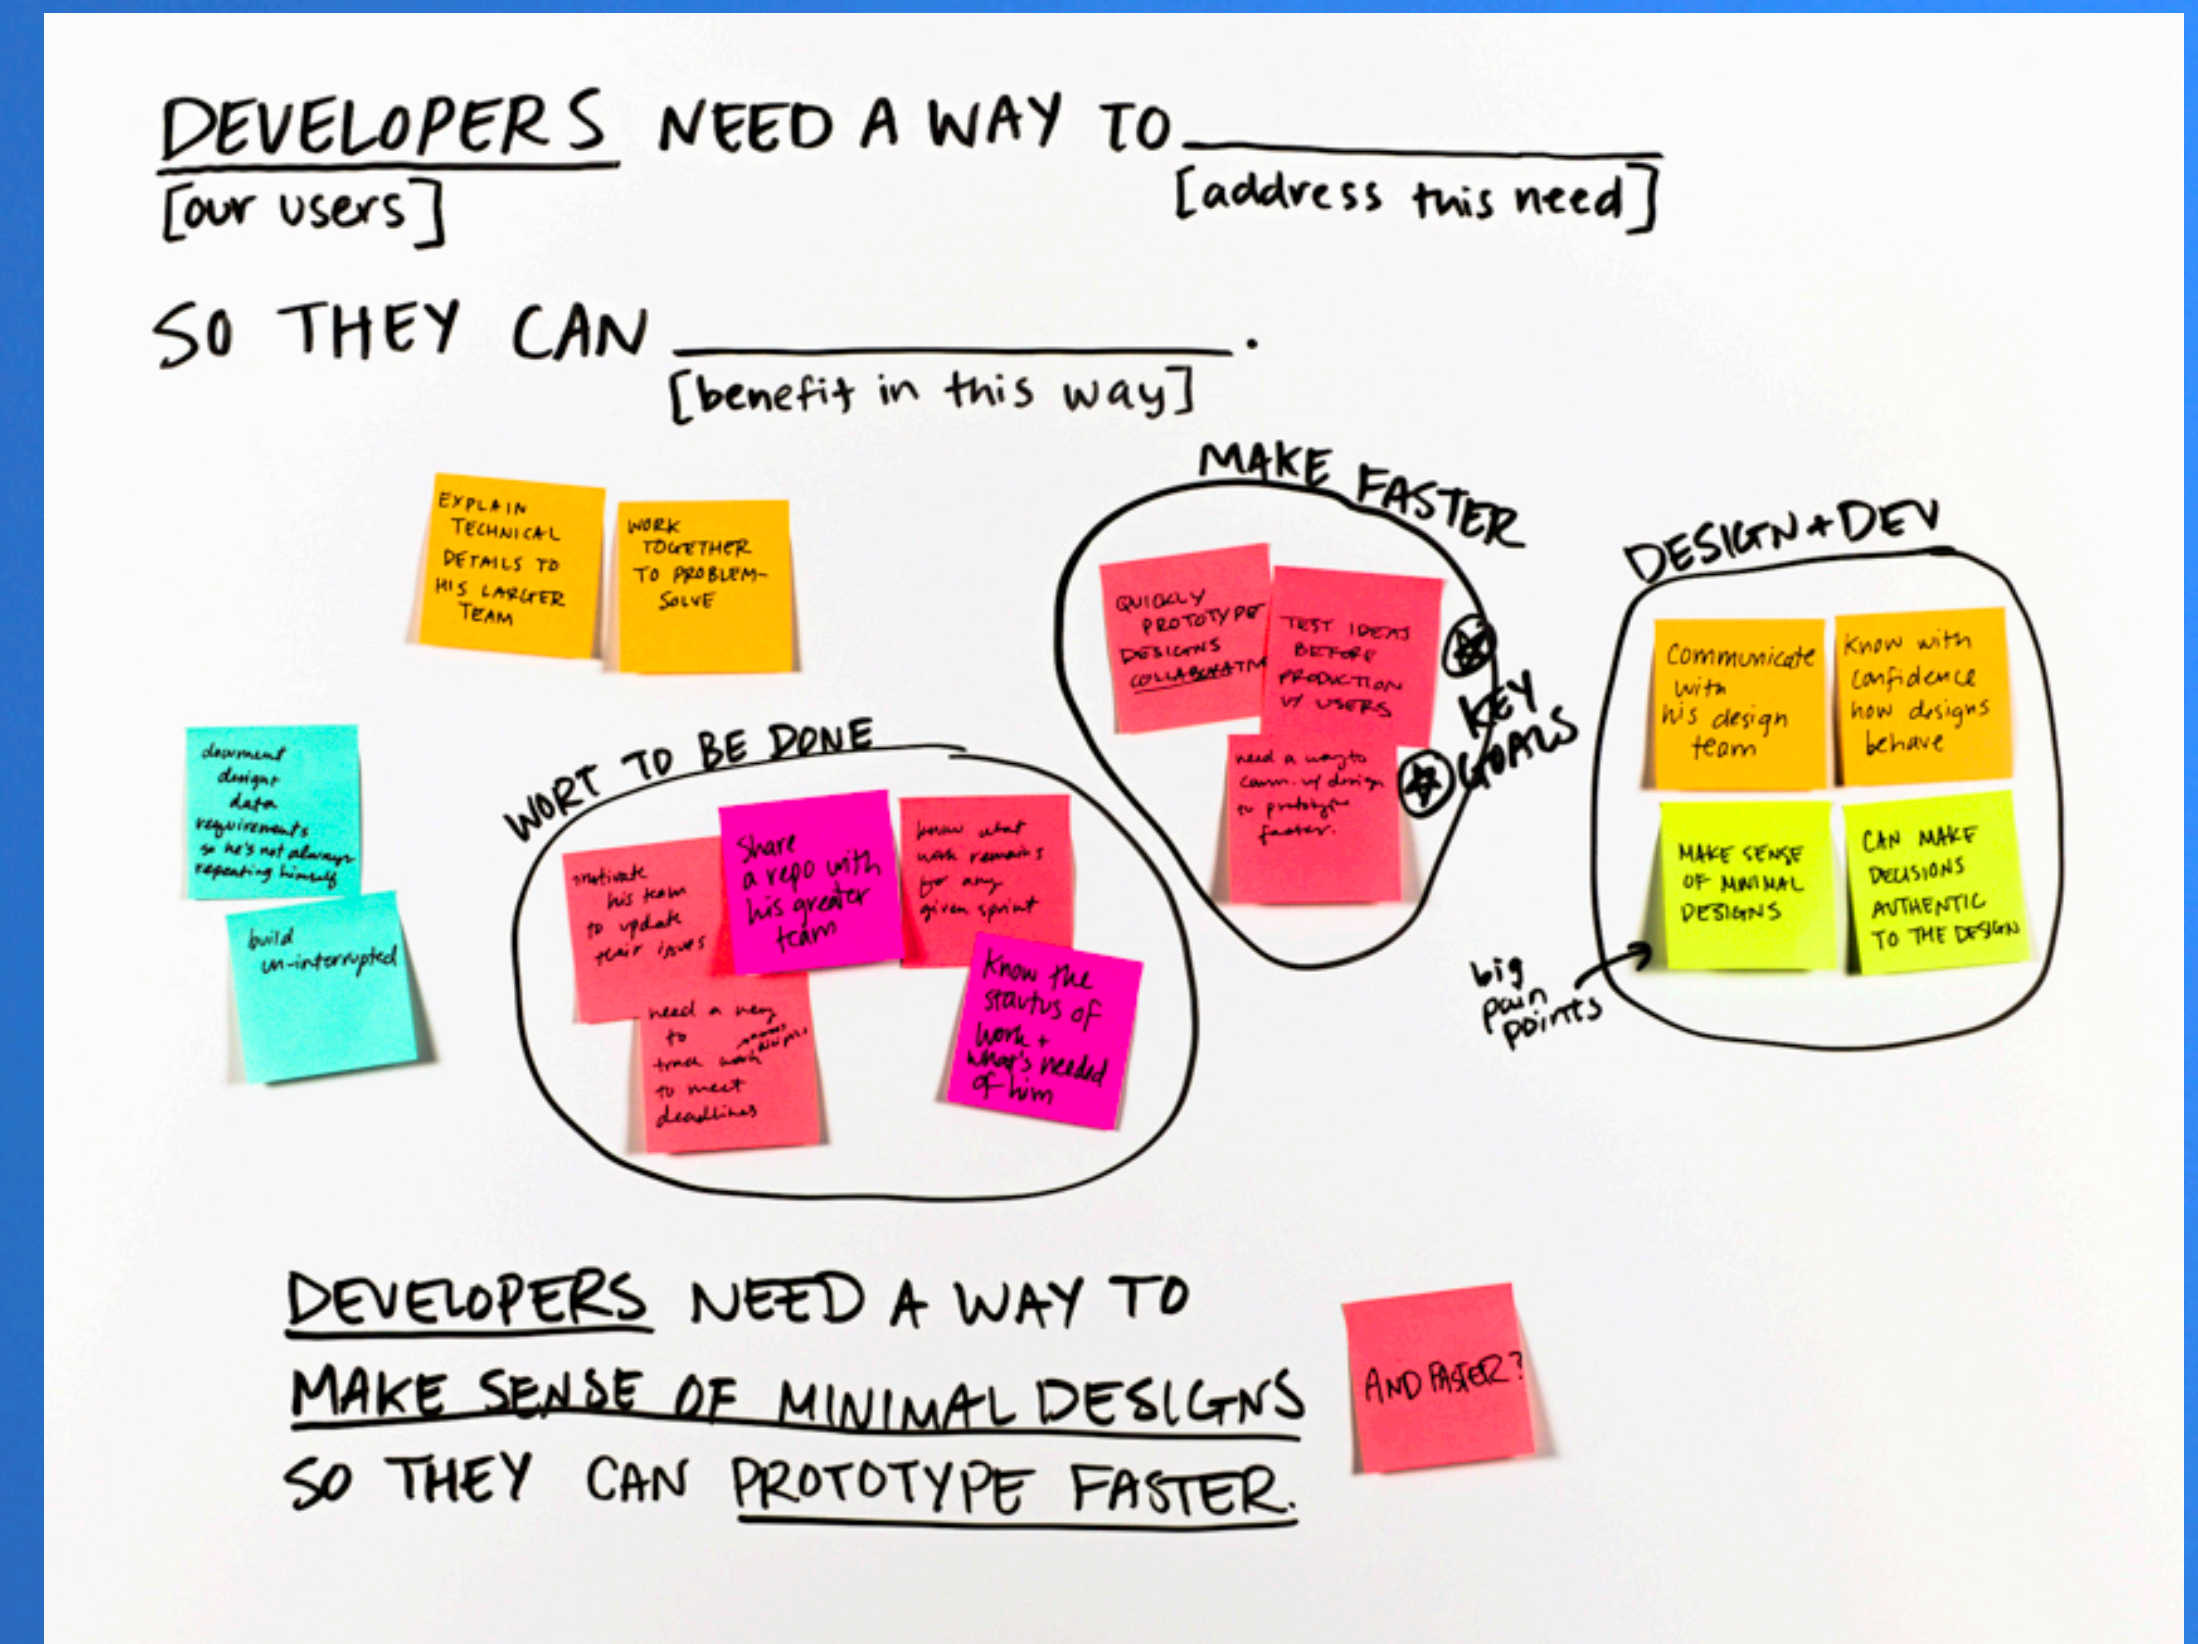 DEVELOPERS NEED A WAY TO
[our users]
[address this need]
SO THEY CAN .
[benefit in this way]
EXPLAIN
TECHNICAL
DETAILS TO
HIS LARGER
TEAM
WORK
TOGETHER
TO PROBLEM-
SOLVE
MAKE FASTER
QUICKLY
PROTOTYPE
DESIGNS
TEST IDEAS
BEFORE
PRODUCTION
W/ USERS
need a way to
comm. w/ design
to prototype
faster.
KEY
GOALS
DESIGN + DEV
Communicate
with
his design
team
Know with
confidence
how designs
behave
MAKE SENSE
OF MINIMAL
DESIGNS
CAN MAKE
DECISIONS
AUTHENTIC
TO THE DESIGN
big
pain
points
document
design
data
requirements
so he's not always
repeating himself
build
un-interrupted
WORT TO BE DONE
motivate
his team
to update
their issues
Share
a repo with
his greater
team
know what
work remains
for any
given sprint
need a way
to
track work
to meet
deadlines
Know the
stautus of
work +
what's needed
of him
DEVELOPERS NEED A WAY TO
MAKE SENSE OF MINIMAL DESIGNS
SO THEY CAN PROTOTYPE FASTER.
AND FASTER?